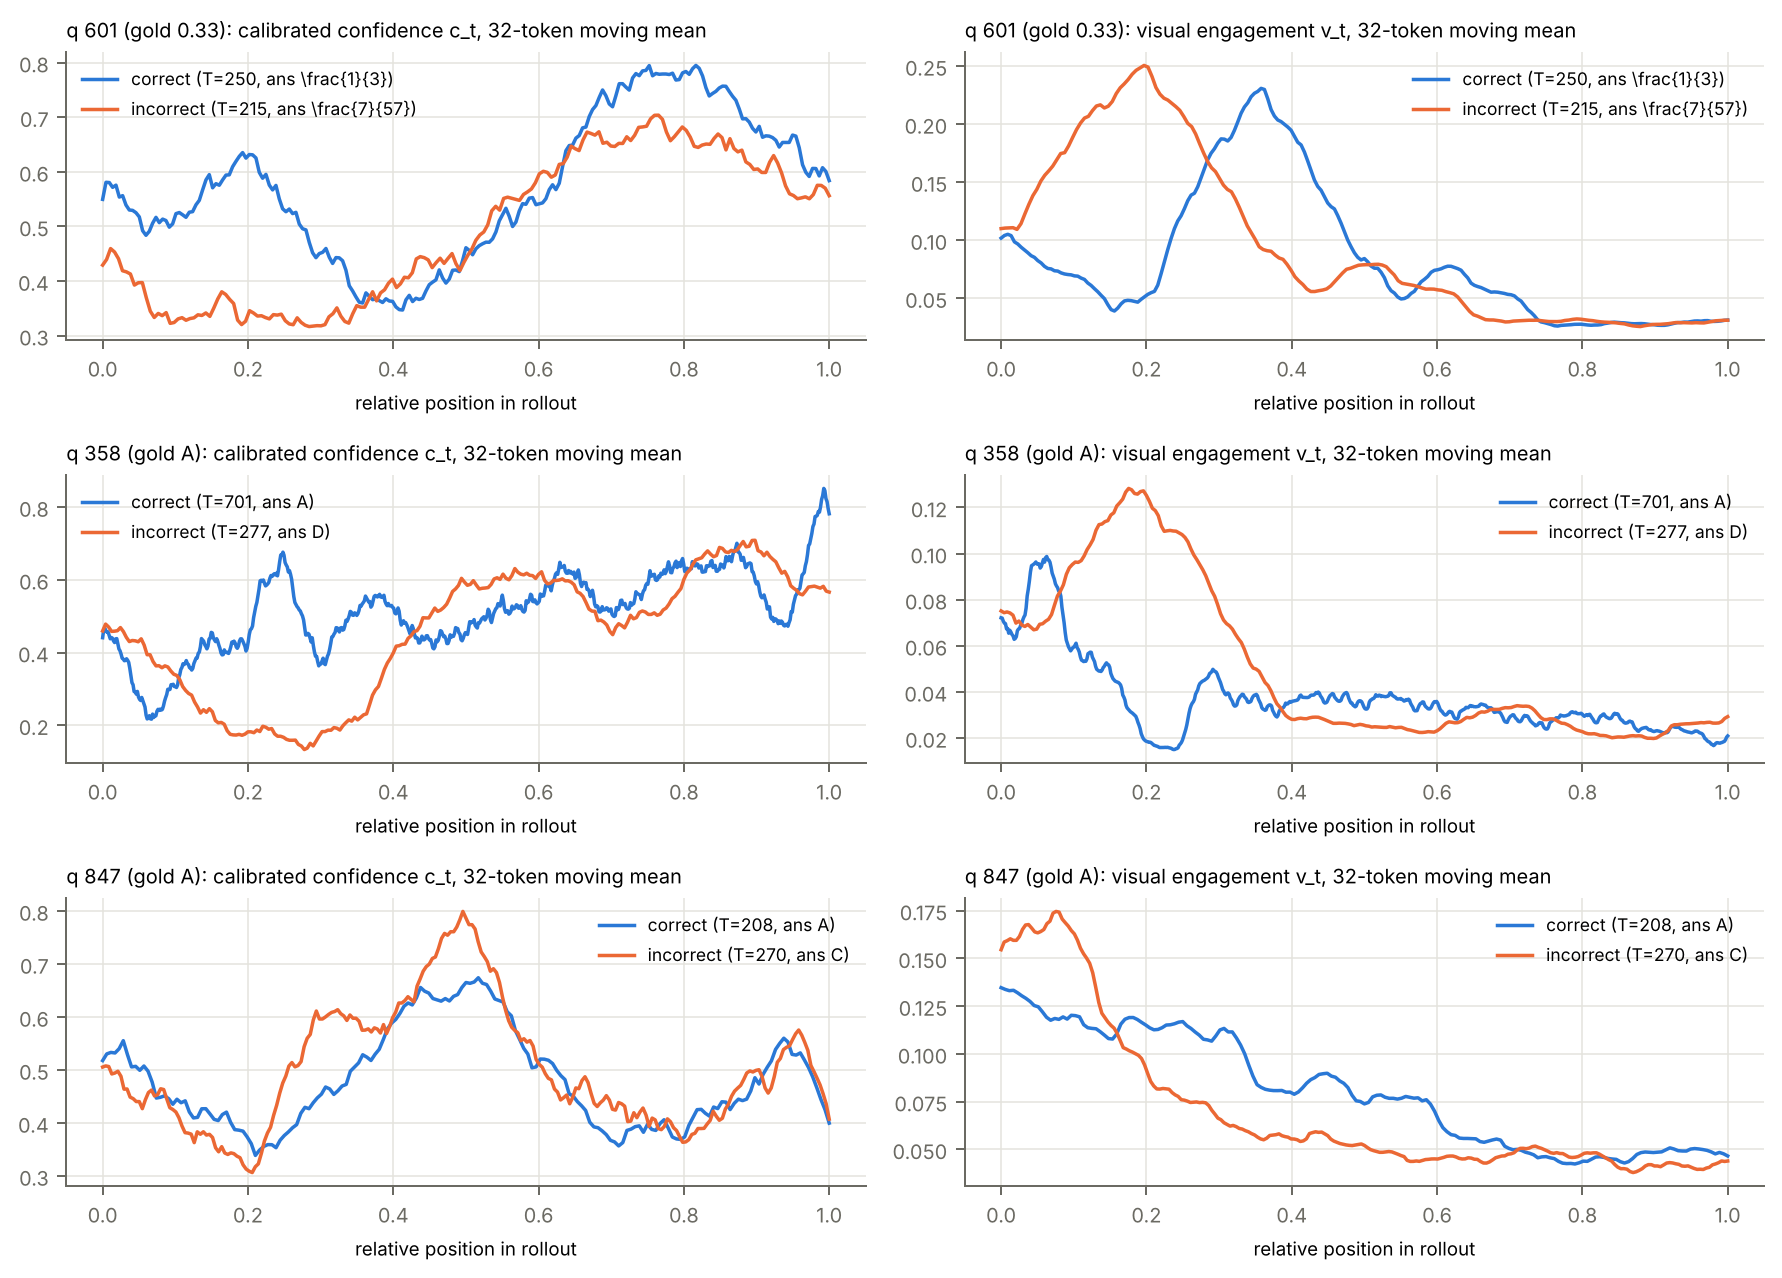 q 601 (gold 0.33): calibrated confidence c_t, 32-token moving mean
correct (T=250, ans \frac{1}{3})
incorrect (T=215, ans \frac{7}{57})
0.8
0.7
0.6
0.5
0.4
0.3
0.0 0.2 0.4 0.6 0.8 1.0
relative position in rollout
q 601 (gold 0.33): visual engagement v_t, 32-token moving mean
correct (T=250, ans \frac{1}{3})
incorrect (T=215, ans \frac{7}{57})
0.25
0.20
0.15
0.10
0.05
0.0 0.2 0.4 0.6 0.8 1.0
relative position in rollout
q 358 (gold A): calibrated confidence c_t, 32-token moving mean
correct (T=701, ans A)
incorrect (T=277, ans D)
0.8
0.6
0.4
0.2
0.0 0.2 0.4 0.6 0.8 1.0
relative position in rollout
q 358 (gold A): visual engagement v_t, 32-token moving mean
correct (T=701, ans A)
incorrect (T=277, ans D)
0.12
0.10
0.08
0.06
0.04
0.02
0.0 0.2 0.4 0.6 0.8 1.0
relative position in rollout
q 847 (gold A): calibrated confidence c_t, 32-token moving mean
correct (T=208, ans A)
incorrect (T=270, ans C)
0.8
0.7
0.6
0.5
0.4
0.3
0.0 0.2 0.4 0.6 0.8 1.0
relative position in rollout
q 847 (gold A): visual engagement v_t, 32-token moving mean
correct (T=208, ans A)
incorrect (T=270, ans C)
0.175
0.150
0.125
0.100
0.075
0.050
0.0 0.2 0.4 0.6 0.8 1.0
relative position in rollout